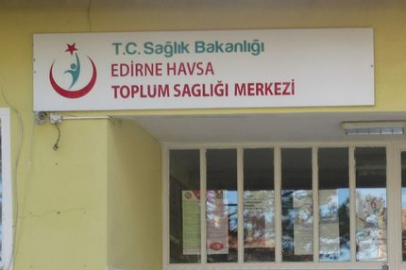 T.C. Sağlık Bakanlığı
EDİRNE HAVSA
TOPLUM SAGLIĞI MERKEZİ